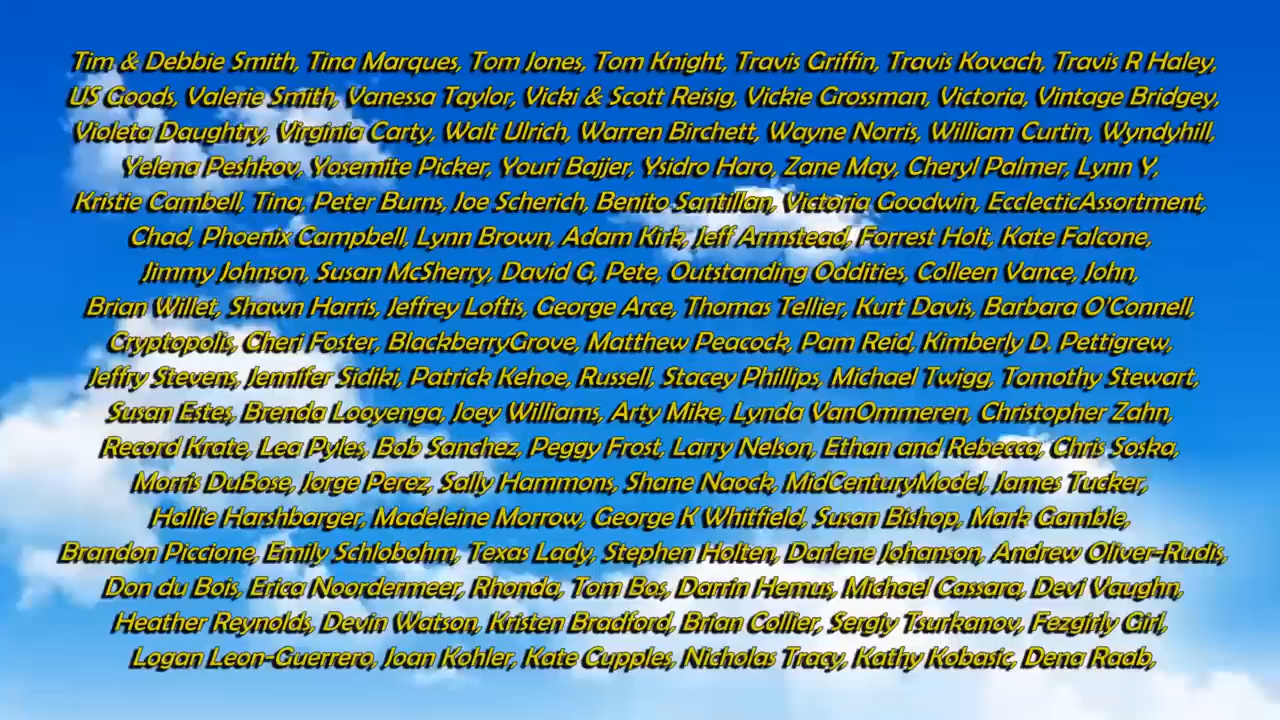 Tim & Debbie Smith, Tina Marques, Tom Jones, Tom Knight, Travis Griffin, Travis Kovach, Travis R Haley,
US Goods, Valerie Smith, Vanessa Taylor, Vicki & Scott Reisig, Vickie Grossman, Victoria, Vintage Bridgey,
Violeta Daughtry, Virginia Carty, Walt Ulrich, Warren Birchett, Wayne Norris, William Curtin, Wyndyhill,
Yelena Peshkov, Yosemite Picker, Youri Bajjer, Ysidro Haro, Zane May, Cheryl Palmer, Lynn Y,
Kristie Cambell, Tina, Peter Burns, Joe Scherich, Benito Santillan, Victoria Goodwin, EcclecticAssortment,
Chad, Phoenix Campbell, Lynn Brown, Adam Kirk, Jeff Armstead, Forrest Holt, Kate Falcone,
Jimmy Johnson, Susan McSherry, David G, Pete, Outstanding Oddities, Colleen Vance, John,
Brian Willet, Shawn Harris, Jeffrey Loftis, George Arce, Thomas Tellier, Kurt Davis, Barbara O'Connell,
Cryptopolis, Cheri Foster, BlackberryGrove, Matthew Peacock, Pam Reid, Kimberly D. Pettigrew,
Jeffry Stevens, Jennifer Sidiki, Patrick Kehoe, Russell, Stacey Phillips, Michael Twigg, Tomothy Stewart,
Susan Estes, Brenda Looyenga, Joey Williams, Arty Mike, Lynda VanOmmeren, Christopher Zahn,
Record Krate, Lea Pyles, Bob Sanchez, Peggy Frost, Larry Nelson, Ethan and Rebecca, Chris Soska,
Morris DuBose, Jorge Perez, Sally Hammons, Shane Naock, MidCenturyModel, James Tucker,
Hallie Harshbarger, Madeleine Morrow, George K Whitfield, Susan Bishop, Mark Gamble,
Brandon Piccione, Emily Schlobohm, Texas Lady, Stephen Holten, Darlene Johanson, Andrew Oliver-Rudis,
Don du Bois, Erica Noordermeer, Rhonda, Tom Bos, Darrin Hemus, Michael Cassara, Devi Vaughn,
Heather Reynolds, Devin Watson, Kristen Bradford, Brian Collier, Sergiy Tsurkanov, Fezgirly Girl,
Logan Leon-Guerrero, Joan Kohler, Kate Cupples, Nicholas Tracy, Kathy Kobasic, Dena Raab,